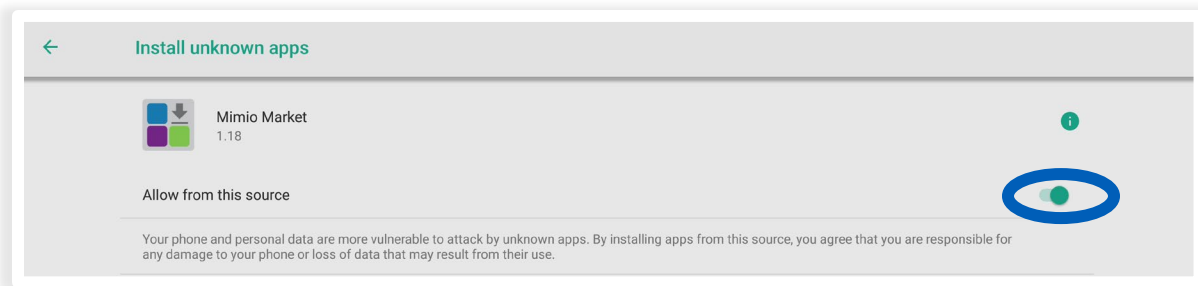 Install unknown apps
Mimio Market
1.18
Allow from this source
Your phone and personal data are more vulnerable to attack by unknown apps. By installing apps from this source, you agree that you are responsible for
any damage to your phone or loss of data that may result from their use.